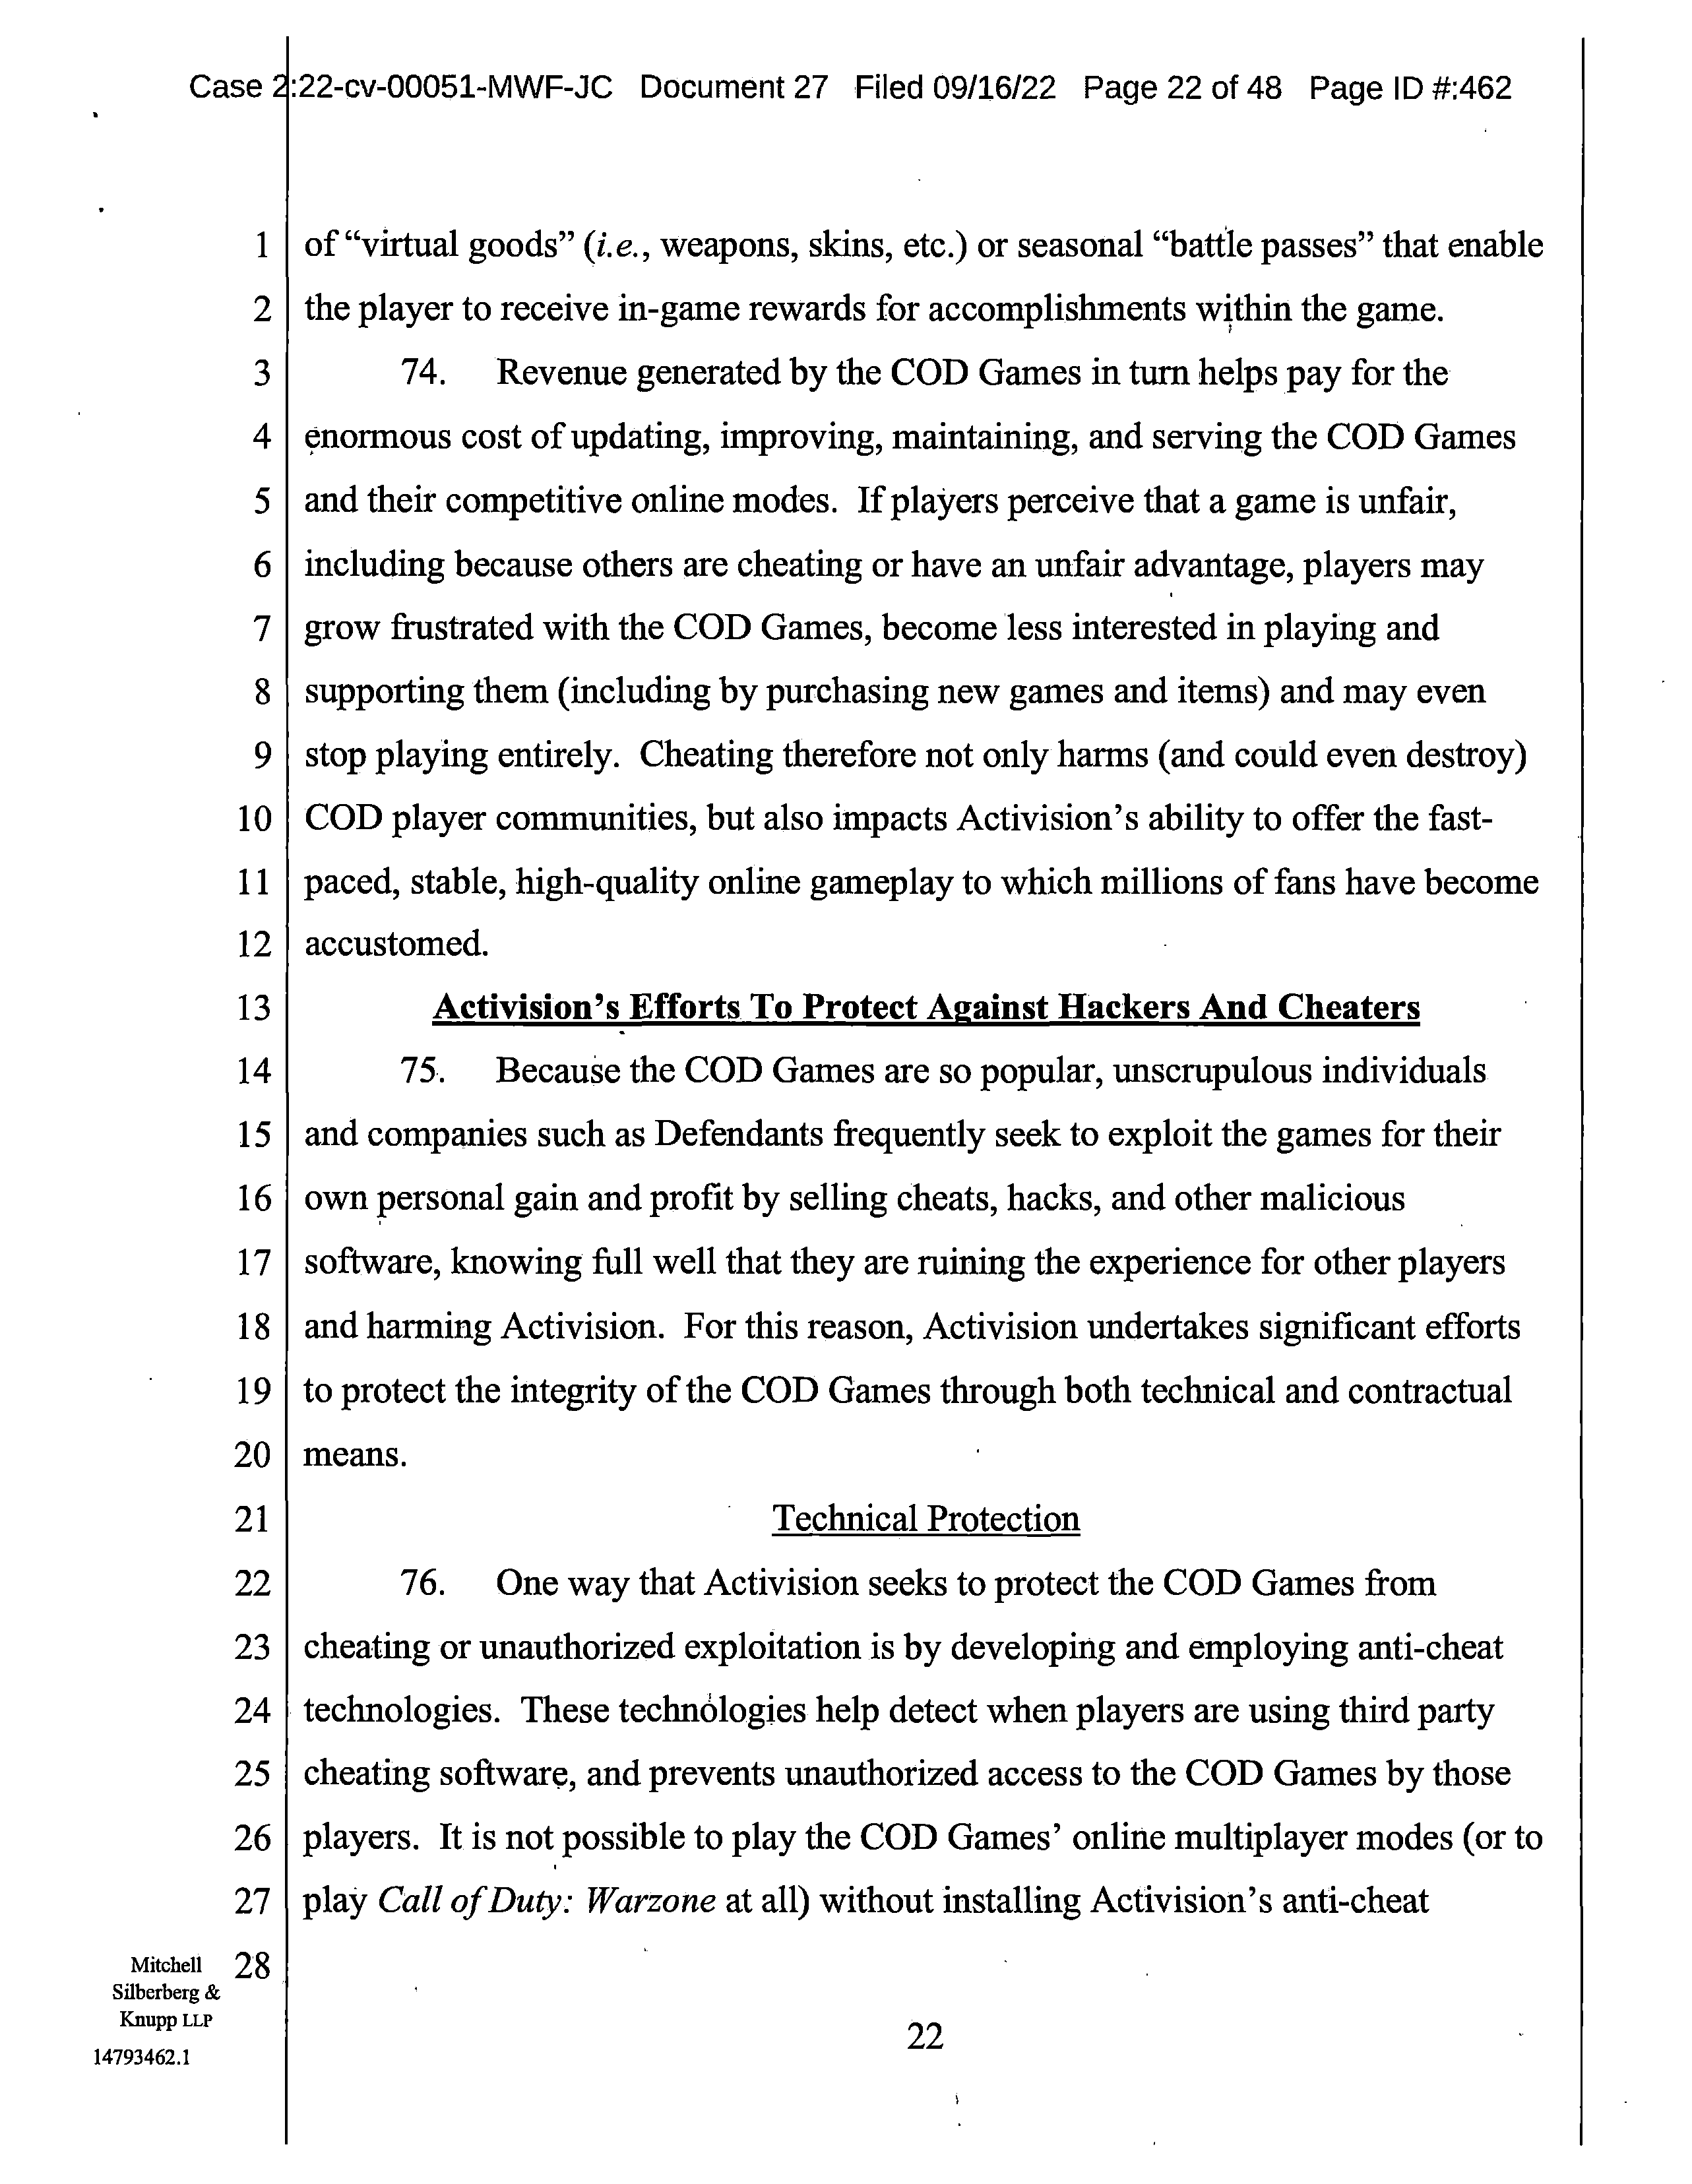 Case 2:22-cv-00051-MWF-JC Document 27 Filed 09/16/22 Page 22 of 48 Page ID #:462
1 of “virtual goods” (i.e., weapons, skins, etc.) or seasonal “battle passes” that enable
2 the player to receive in-game rewards for accomplishments within the game.
3 74. Revenue generated by the COD Games in turn helps pay for the
4 enormous cost of updating, improving, maintaining, and serving the COD Games
5 and their competitive online modes. If players perceive that a game is unfair,
6 including because others are cheating or have an unfair advantage, players may
7 grow frustrated with the COD Games, become less interested in playing and
8 supporting them (including by purchasing new games and items) and may even
9 stop playing entirely. Cheating therefore not only harms (and could even destroy)
10 COD player communities, but also impacts Activision’s ability to offer the fast-
11 paced, stable, high-quality online gameplay to which millions of fans have become
12 accustomed.
13 Activision’s Efforts To Protect Against Hackers And Cheaters
14 75. Because the COD Games are so popular, unscrupulous individuals
15 and companies such as Defendants frequently seek to exploit the games for their
16 own personal gain and profit by selling cheats, hacks, and other malicious
17 software, knowing full well that they are ruining the experience for other players
18 and harming Activision. For this reason, Activision undertakes significant efforts
19 to protect the integrity of the COD Games through both technical and contractual
20 means.
21 Technical Protection
22 76. One way that Activision seeks to protect the COD Games from
23 cheating or unauthorized exploitation is by developing and employing anti-cheat
24 technologies. These technologies help detect when players are using third party
25 cheating software, and prevents unauthorized access to the COD Games by those
26 players. It is not possible to play the COD Games’ online multiplayer modes (or to
27 play Call of Duty: Warzone at all) without installing Activision’s anti-cheat
28
Mitchell
Silberberg &
Knupp LLP
14793462.1
22